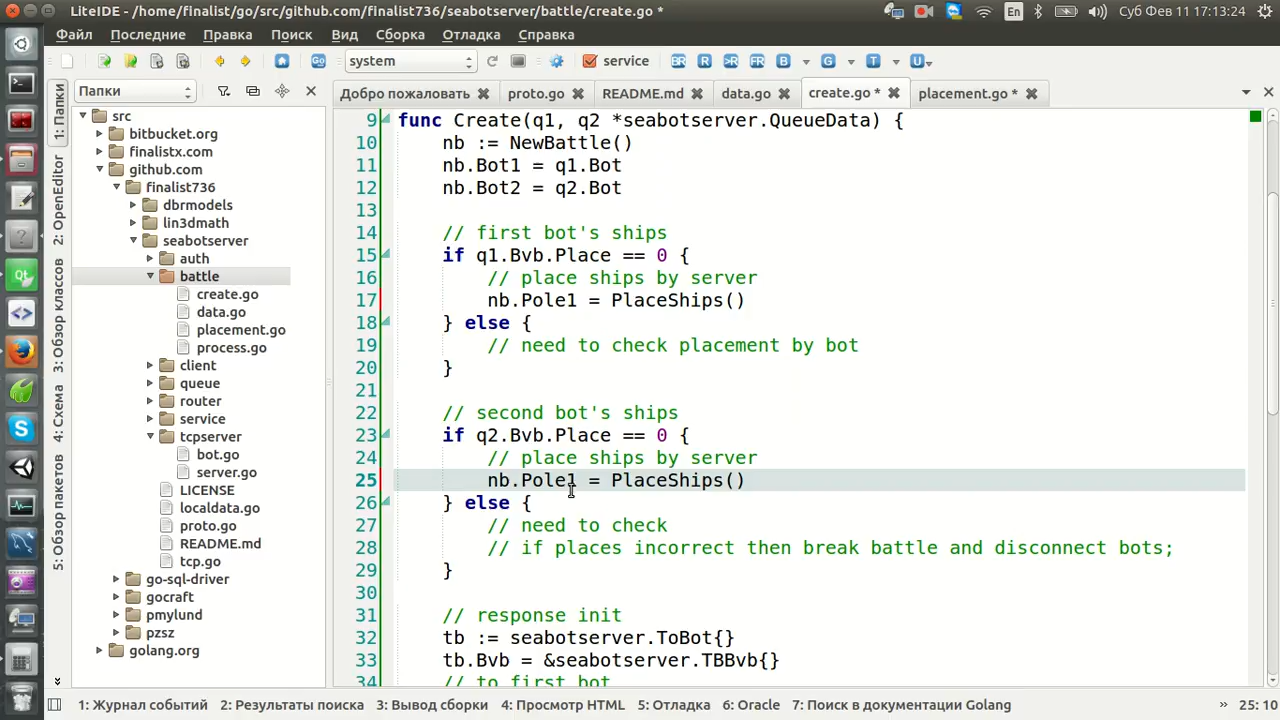 LiteIDE - /home/finalist/go/src/github.com/finalist736/seabotserver/battle/create.go *
En
Суб Фев 11 17:13:24
Файл Последние Правка Поиск Вид Сборка Отладка Справка
Go system service BR R >R FR B G T U
1: Папки
2: OpenEditor
3: Обзор классов
4: Схема
5: Обзор пакетов
Папки
src
bitbucket.org
finalistx.com
github.com
finalist736
dbrmodels
lin3dmath
seabotserver
auth
battle
create.go
data.go
placement.go
process.go
client
queue
router
service
tcpserver
bot.go
server.go
LICENSE
localdata.go
proto.go
README.md
tcp.go
go-sql-driver
gocraft
pmylund
pzsz
golang.org
Добро пожаловать proto.go README.md data.go create.go * placement.go *
9 func Create(q1, q2 *seabotserver.QueueData) {
10 nb := NewBattle()
11 nb.Bot1 = q1.Bot
12 nb.Bot2 = q2.Bot
13
14 // first bot's ships
15 if q1.Bvb.Place == 0 {
16 // place ships by server
17 nb.Pole1 = PlaceShips()
18 } else {
19 // need to check placement by bot
20 }
21
22 // second bot's ships
23 if q2.Bvb.Place == 0 {
24 // place ships by server
25 nb.Pole1 = PlaceShips()
26 } else {
27 // need to check
28 // if places incorrect then break battle and disconnect bots;
29 }
30
31 // response init
32 tb := seabotserver.ToBot{}
33 tb.Bvb = &seabotserver.TBBvb{}
34 // to first bot
1: Журнал событий 2: Результаты поиска 3: Вывод сборки 4: Просмотр HTML 5: Отладка 6: Oracle 7: Поиск в документации Golang » 25: 10